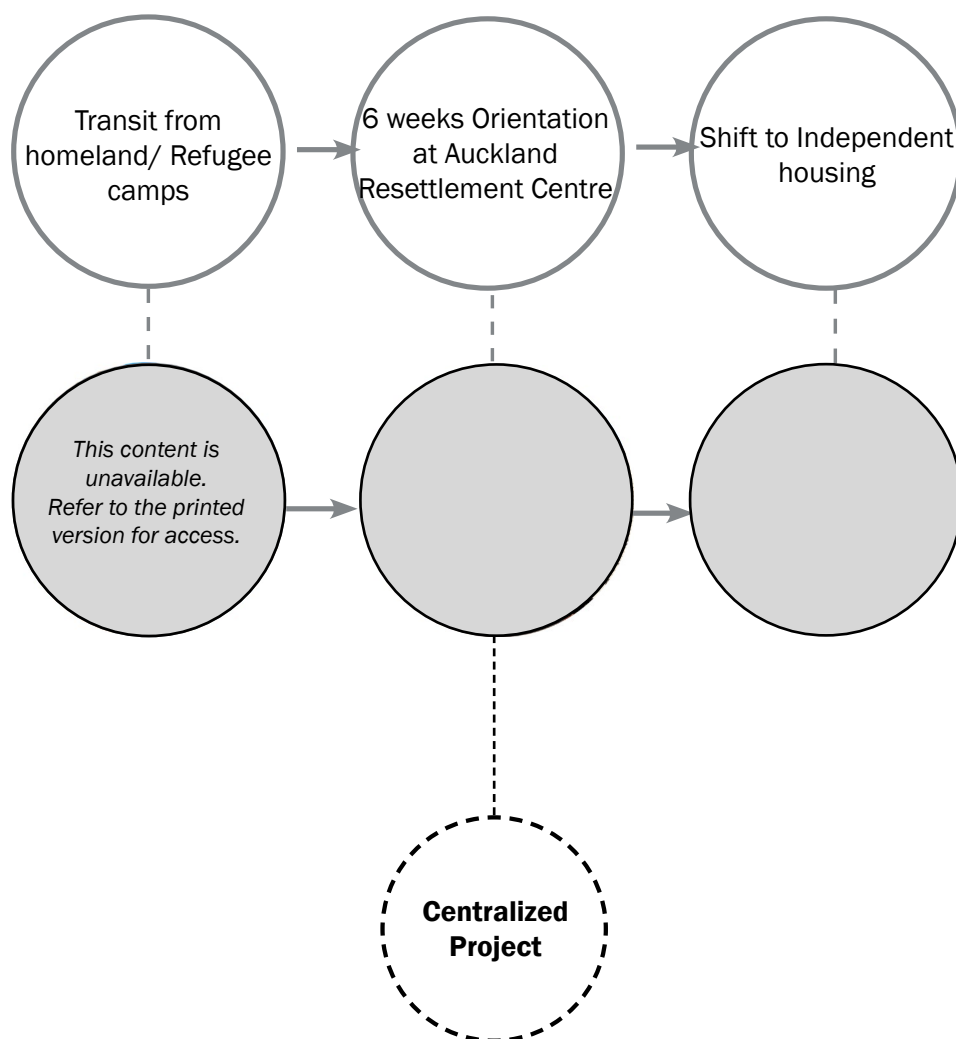 Transit from
homeland/ Refugee
camps
6 weeks Orientation
at Auckland
Resettlement Centre
Shift to Independent
housing
This content is
unavailable.
Refer to the printed
version for access.
Centralized
Project